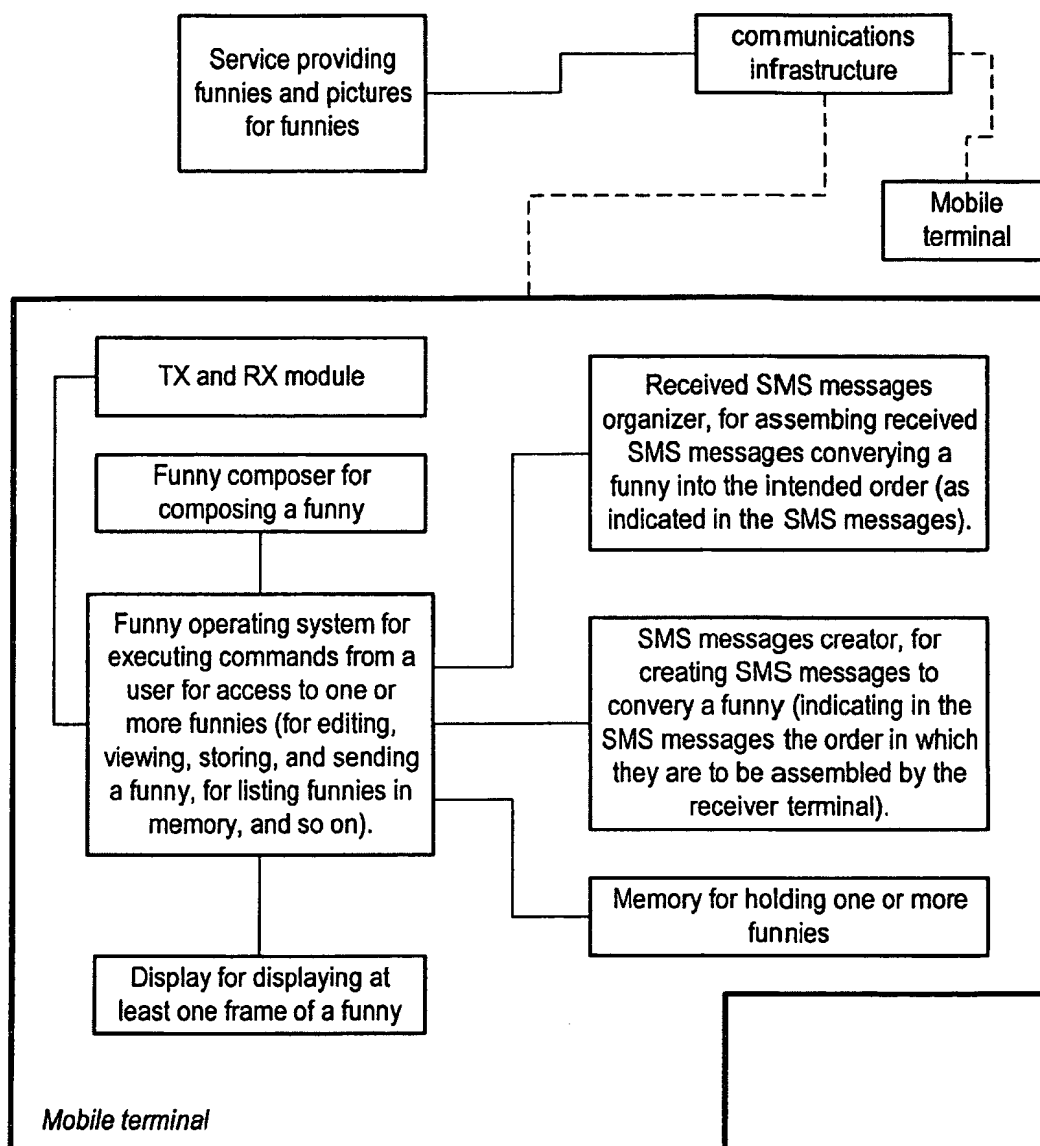 Service providing
funnies and pictures
for funnies
communications
infrastructure
Mobile
terminal
TX and RX module
Funny composer for
composing a funny
Funny operating system for
executing commands from a
user for access to one or
more funnies (for editing,
viewing, storing, and sending
a funny, for listing funnies in
memory, and so on).
Display for displaying at
least one frame of a funny
Received SMS messages
organizer, for assembing received
SMS messages converying a
funny into the intended order (as
indicated in the SMS messages).
SMS messages creator, for
creating SMS messages to
convery a funny (indicating in the
SMS messages the order in which
they are to be assembled by the
receiver terminal).
Memory for holding one or more
funnies
Mobile terminal